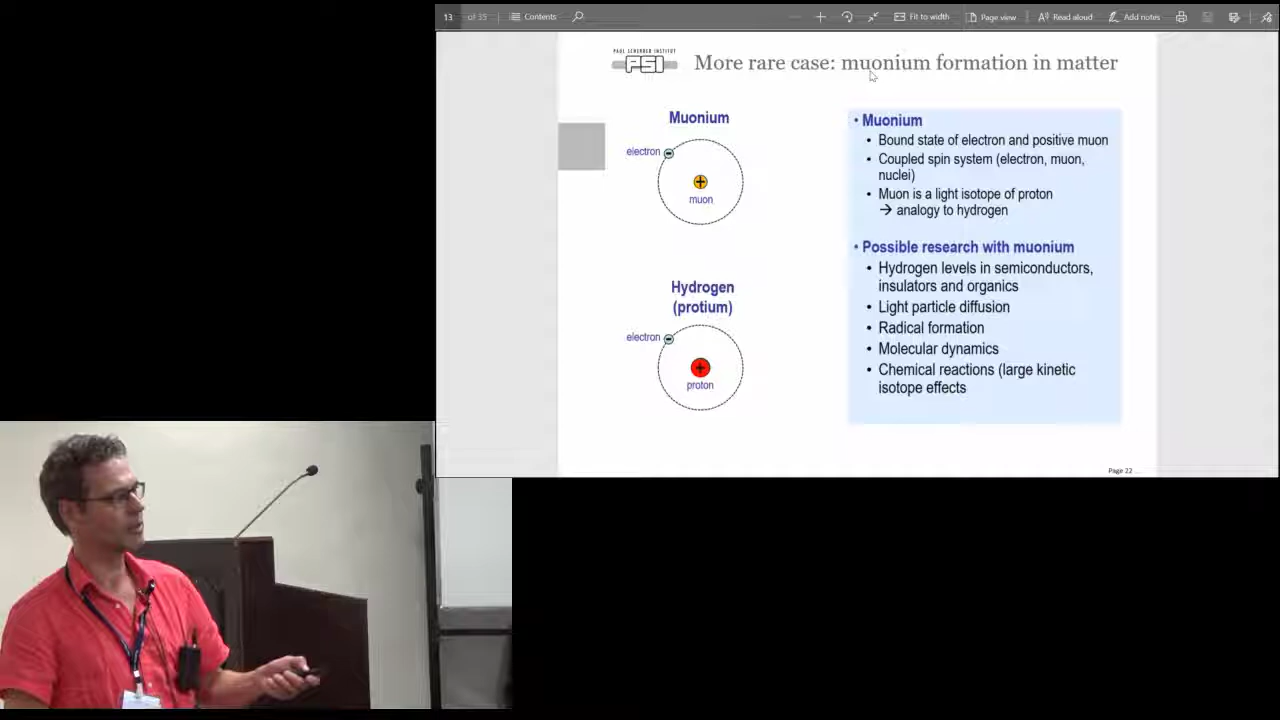 13 of 35 Contents Fit to width Page view Read aloud Add notes
PAUL SCHERRER INSTITUT
PSI
More rare case: muonium formation in matter
Muonium
electron
muon
Hydrogen
(protium)
electron
proton
• Muonium
• Bound state of electron and positive muon
• Coupled spin system (electron, muon,
nuclei)
• Muon is a light isotope of proton
→ analogy to hydrogen
• Possible research with muonium
• Hydrogen levels in semiconductors,
insulators and organics
• Light particle diffusion
• Radical formation
• Molecular dynamics
• Chemical reactions (large kinetic
isotope effects
Page 22